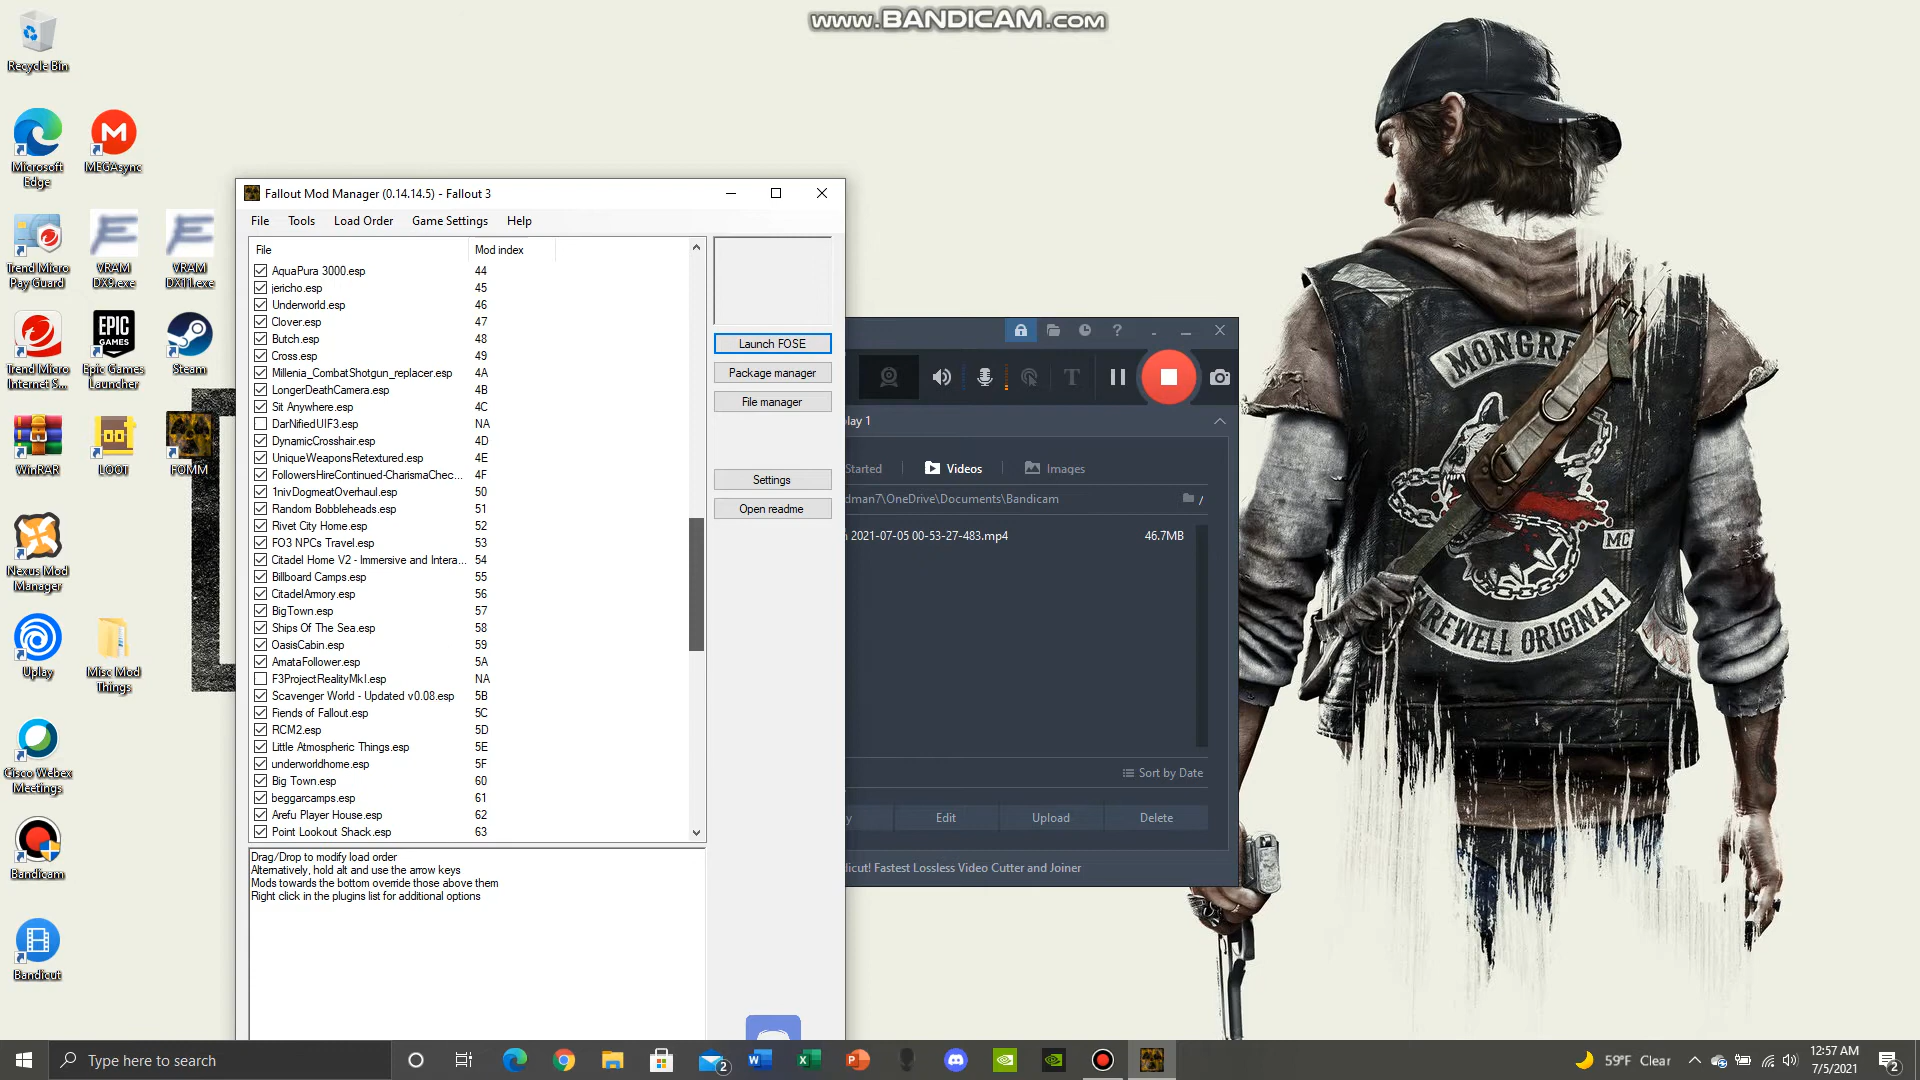 www.BANDICAM.com
Recycle Bin
Microsoft Edge
MEGAsync
Trend Micro Pay Guard
VRAM DX9.exe
VRAM DX11.exe
Trend Micro Internet S...
Epic Games Launcher
Steam
WinRAR
LOOT
FOMM
Nexus Mod Manager
Uplay
Misc Mod Things
Cisco Webex Meetings
Bandicam
Bandicut
EPIC GAMES
Fallout Mod Manager (0.14.14.5) - Fallout 3
File Tools Load Order Game Settings Help
File Mod index
AquaPura 3000.esp 44
jericho.esp 45
Underworld.esp 46
Clover.esp 47
Butch.esp 48
Cross.esp 49
Millenia_CombatShotgun_replacer.esp 4A
LongerDeathCamera.esp 4B
Sit Anywhere.esp 4C
DarNifiedUIF3.esp NA
DynamicCrosshair.esp 4D
UniqueWeaponsRetextured.esp 4E
FollowersHireContinued-CharismaChec... 4F
1nivDogmeatOverhaul.esp 50
Random Bobbleheads.esp 51
Rivet City Home.esp 52
FO3 NPCs Travel.esp 53
Citadel Home V2 - Immersive and Intera... 54
Billboard Camps.esp 55
CitadelAmory.esp 56
BigTown.esp 57
Ships Of The Sea.esp 58
OasisCabin.esp 59
AmataFollower.esp 5A
F3ProjectRealityMkI.esp NA
Scavenger World - Updated v0.08.esp 5B
Fiends of Fallout.esp 5C
RCM2.esp 5D
Little Atmospheric Things.esp 5E
underworldhome.esp 5F
Big Town.esp 60
beggarcamps.esp 61
Arefu Player House.esp 62
Point Lookout Shack.esp 63
Launch FOSE
Package manager
File manager
Settings
Open readme
Drag/Drop to modify load order
Alternatively, hold alt and use the arrow keys
Mods towards the bottom override those above them
Right click in the plugins list for additional options
play 1
Started Videos Images
dman7\OneDrive\Documents\Bandicam
2021-07-05 00-53-27-483.mp4 46.7MB
Sort by Date
y Edit Upload Delete
dicut! Fastest Lossless Video Cutter and Joiner
MONGRE
MC
FAREWELL ORIGINAL
Type here to search
2
59°F Clear
12:57 AM
7/5/2021
2